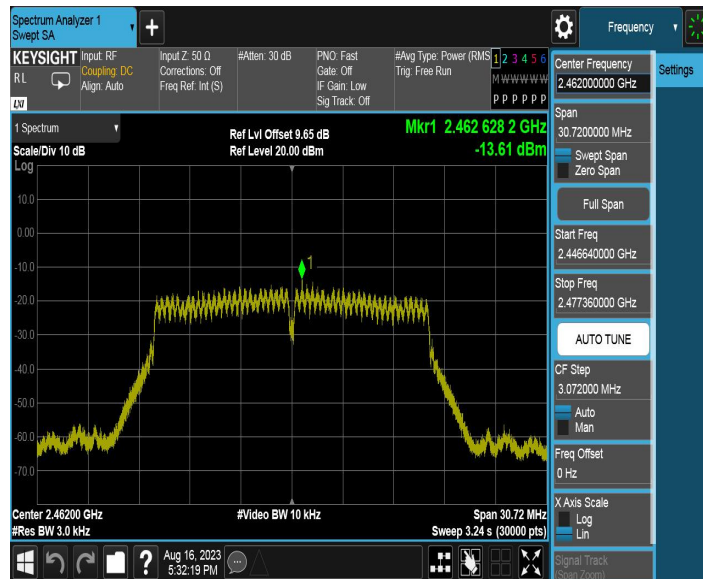 Spectrum Analyzer 1
Swept SA
Frequency
KEYSIGHT
RL
LXI
Input: RF
Coupling: DC
Align: Auto
Input Z: 50 Ω
Corrections: Off
Freq Ref: Int (S)
#Atten: 30 dB
PNO: Fast
Gate: Off
IF Gain: Low
Sig Track: Off
#Avg Type: Power (RMS
Trig: Free Run
1 2 3 4 5 6
M W W W W W
P P P P P P
Center Frequency
2.462000000 GHz
Settings
Span
30.7200000 MHz
Swept Span
Zero Span
Full Span
Start Freq
2.446640000 GHz
Stop Freq
2.477360000 GHz
AUTO TUNE
CF Step
3.072000 MHz
Auto
Man
Freq Offset
0 Hz
X Axis Scale
Log
Lin
Signal Track
(Span Zoom)
1 Spectrum
Scale/Div 10 dB
Log
Ref Lvl Offset 9.65 dB
Ref Level 20.00 dBm
Mkr1 2.462 628 2 GHz
-13.61 dBm
10.0
0.00
-10.0
1
-20.0
-30.0
-40.0
-50.0
-60.0
-70.0
Center 2.46200 GHz
#Video BW 10 kHz
Span 30.72 MHz
#Res BW 3.0 kHz
Sweep 3.24 s (30000 pts)
?
Aug 16, 2023
5:32:19 PM